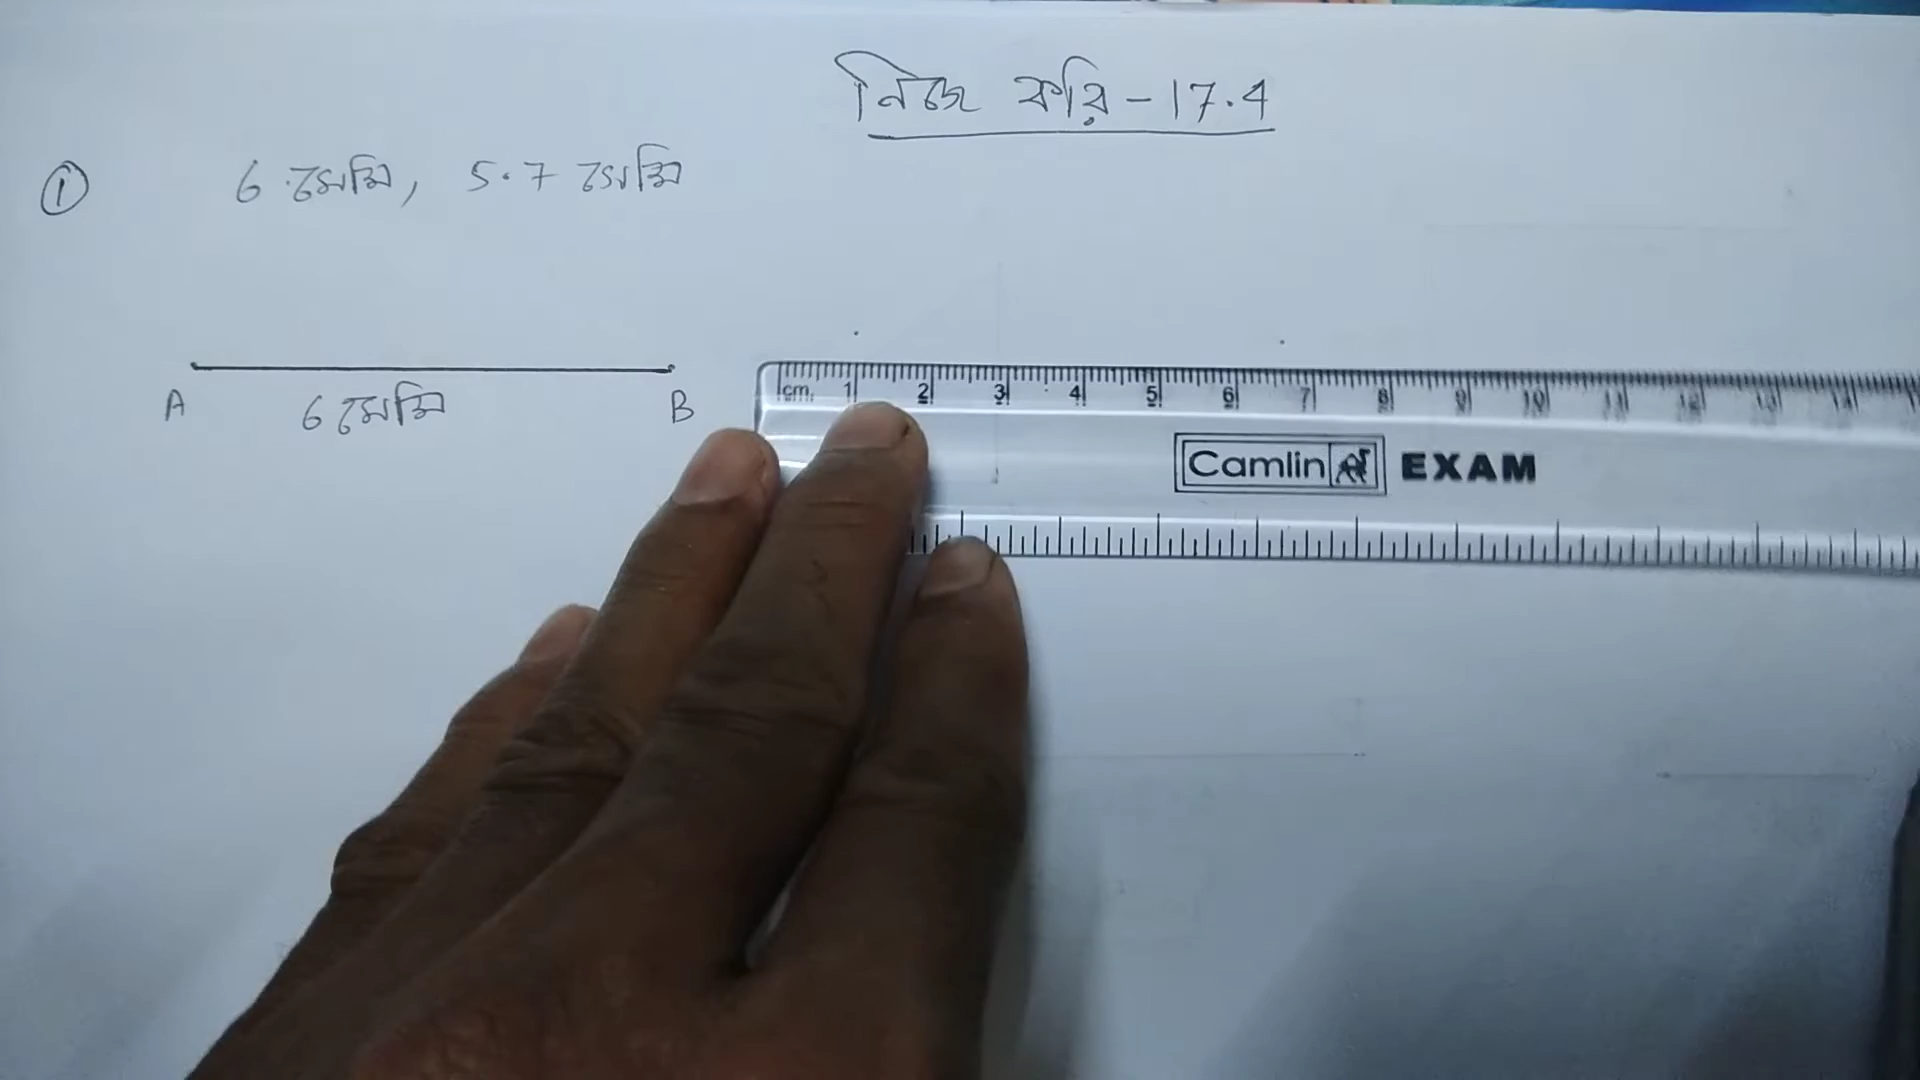 নিজে করি - 17.4
① 6 সেমি, 5.7 সেমি
A 6 সেমি B
cm. 1 2 3 4 5 6 7 8 9 10 11 12 13 14
Camlin EXAM